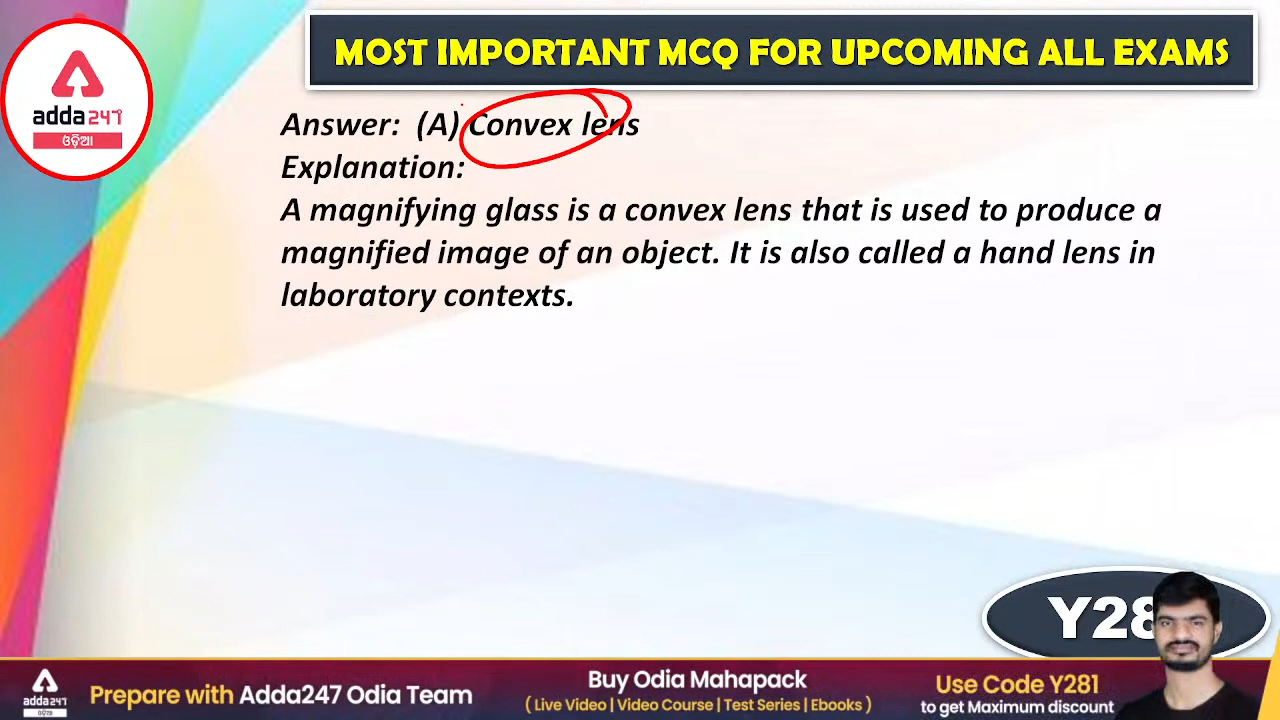 MOST IMPORTANT MCQ FOR UPCOMING ALL EXAMS
adda247
ଓଡ଼ିଆ
Answer: (A) Convex lens
Explanation:
A magnifying glass is a convex lens that is used to produce a
magnified image of an object. It is also called a hand lens in
laboratory contexts.
Y28
adda247
ଓଡ଼ିଆ
Prepare with Adda247 Odia Team
Buy Odia Mahapack
( Live Video | Video Course | Test Series | Ebooks )
Use Code Y281
to get Maximum discount